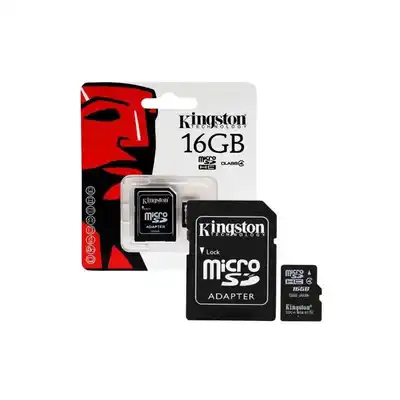 Kingston
TECHNOLOGY
16GB
micro
SD
HC
CLASS 4
micro
SD
ADAPTER
Kingston
TECHNOLOGY
Lock
micro
SD
ADAPTER
micro
SD
HC
16GB
Kingston